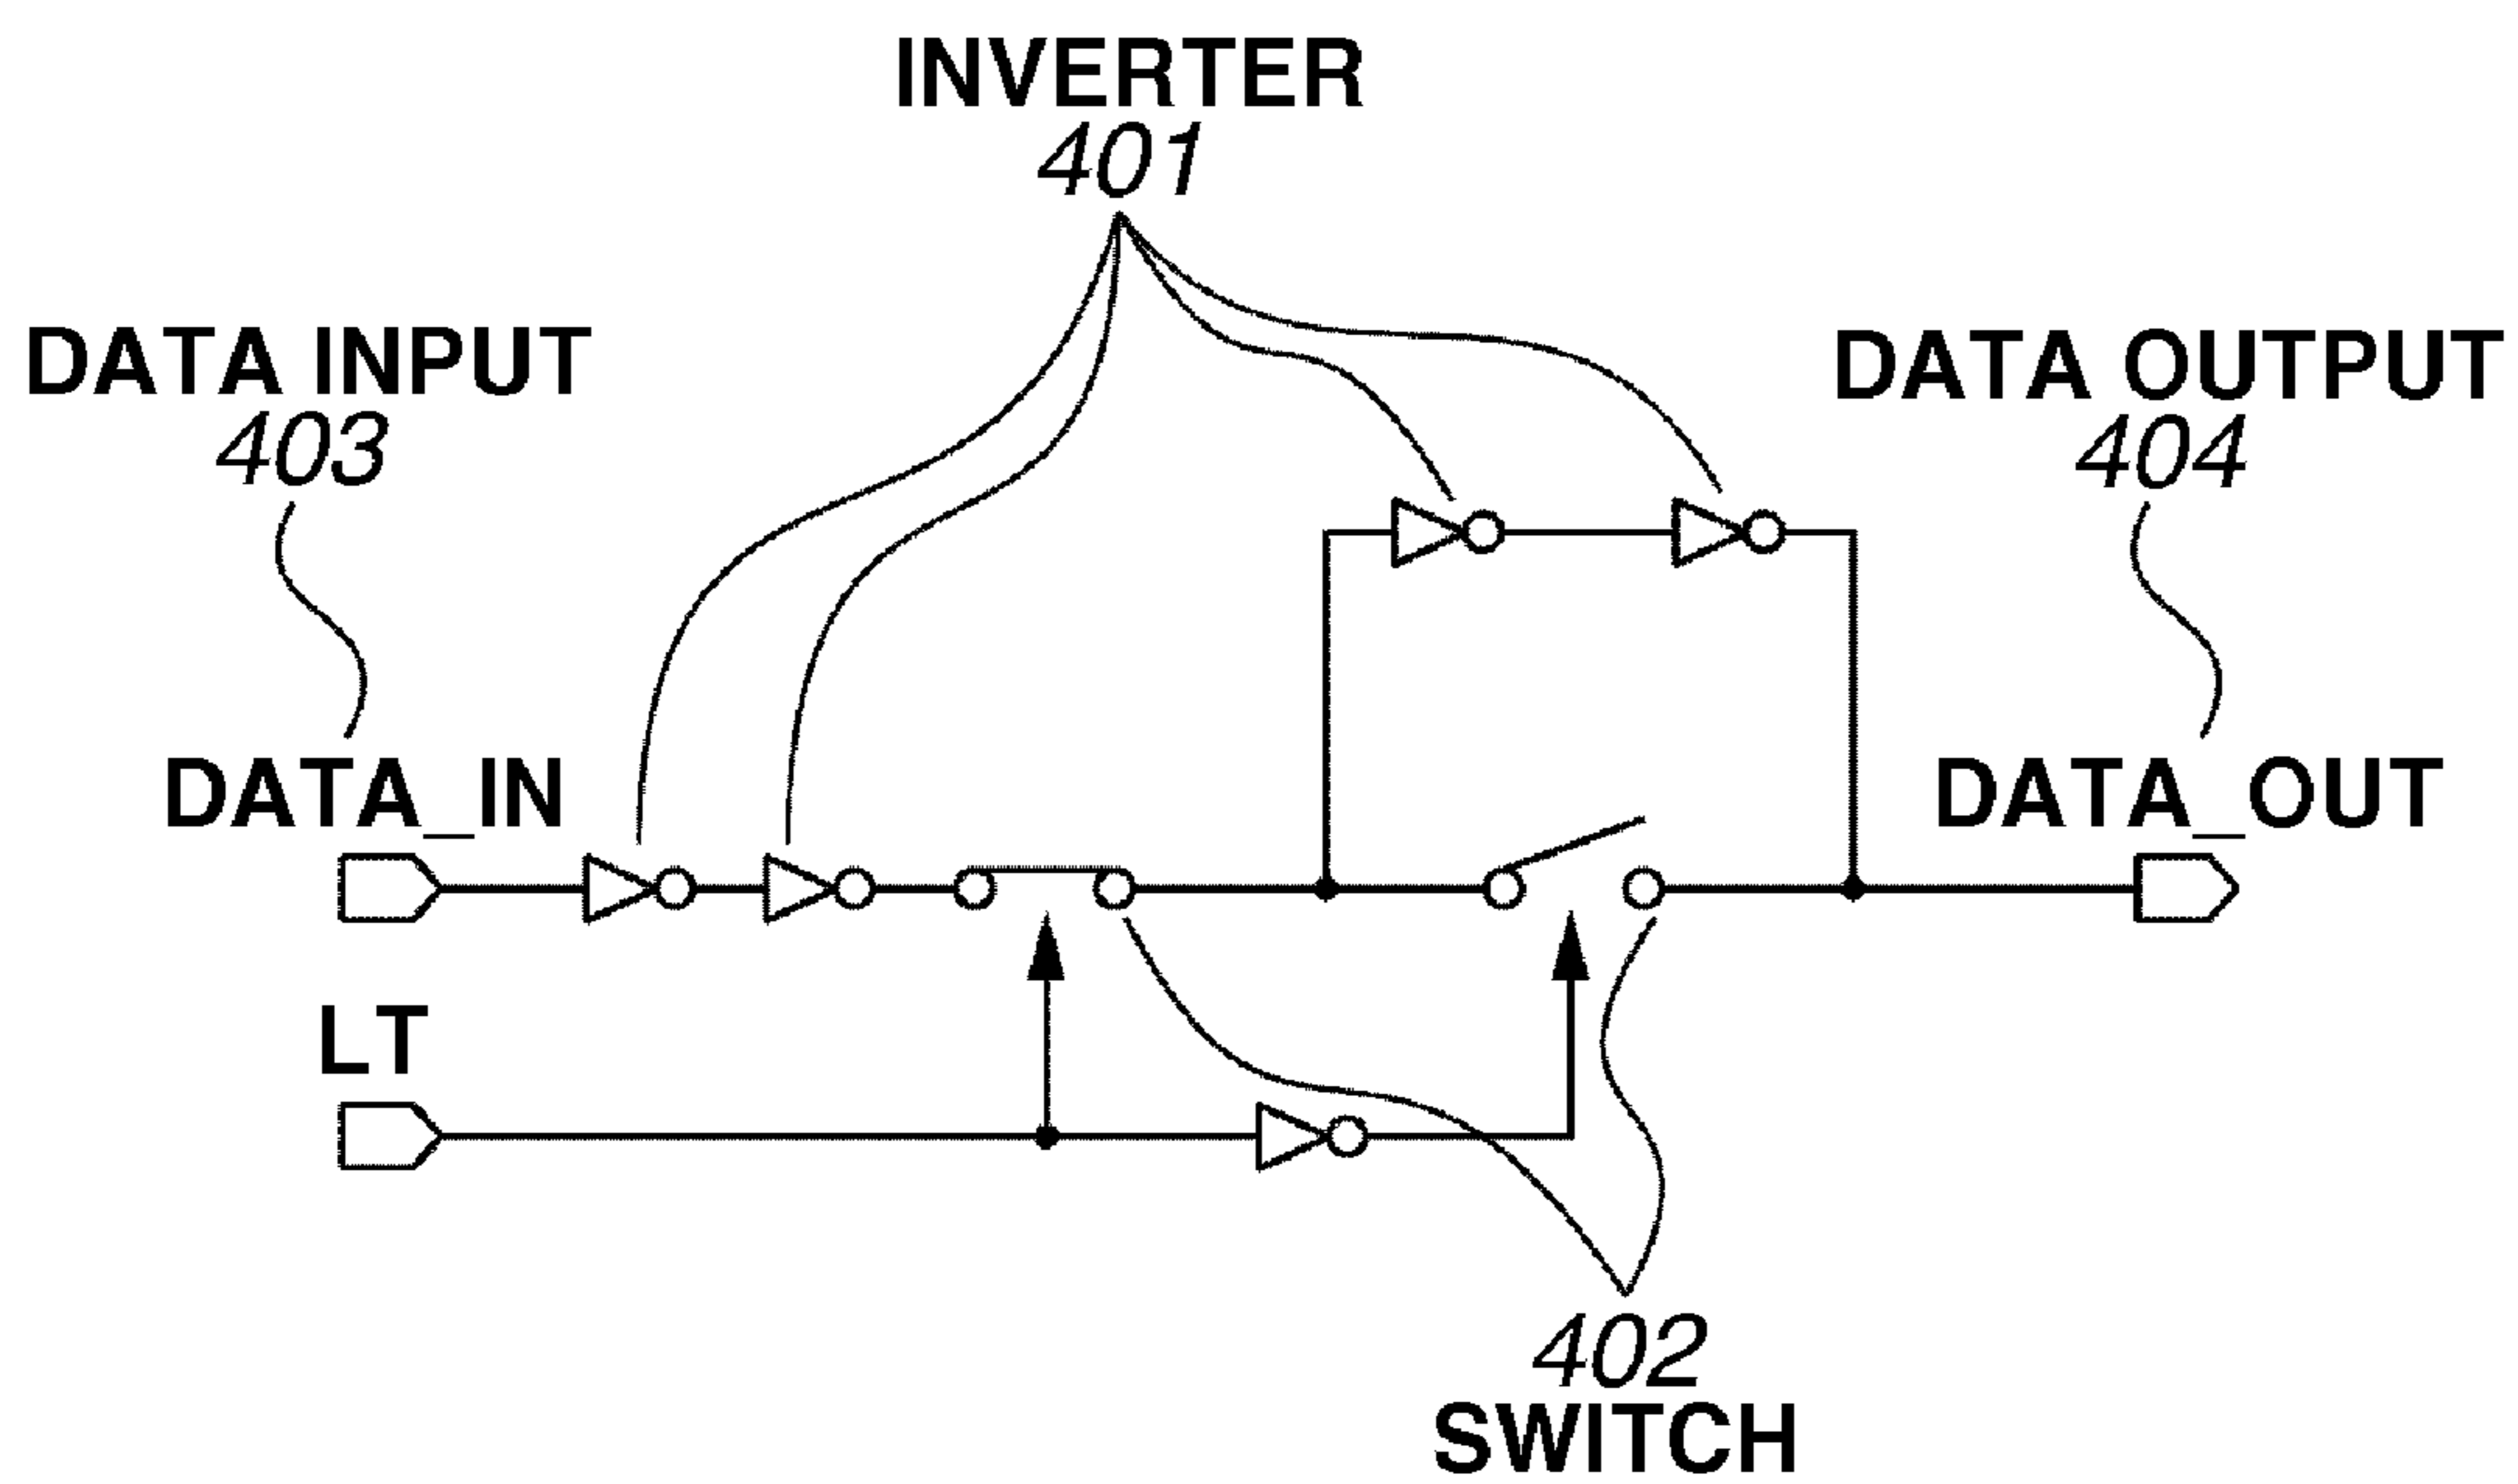 INVERTER
401
DATA INPUT
403
DATA OUTPUT
404
DATA_IN
DATA_OUT
LT
402
SWITCH